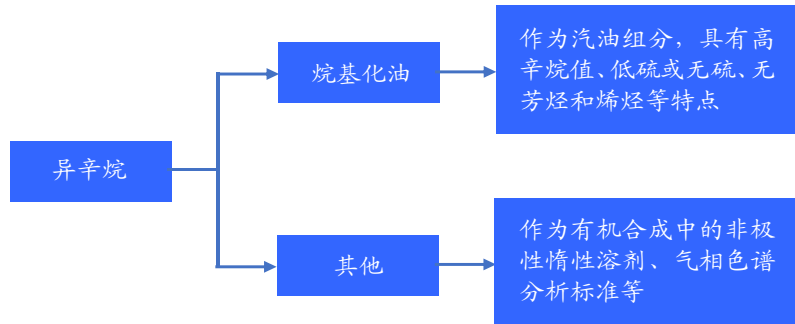 异辛烷
烷基化油
作为汽油组分，具有高
辛烷值、低硫或无硫、无
芳烃和烯烃等特点
其他
作为有机合成中的非极
性惰性溶剂、气相色谱
分析标准等